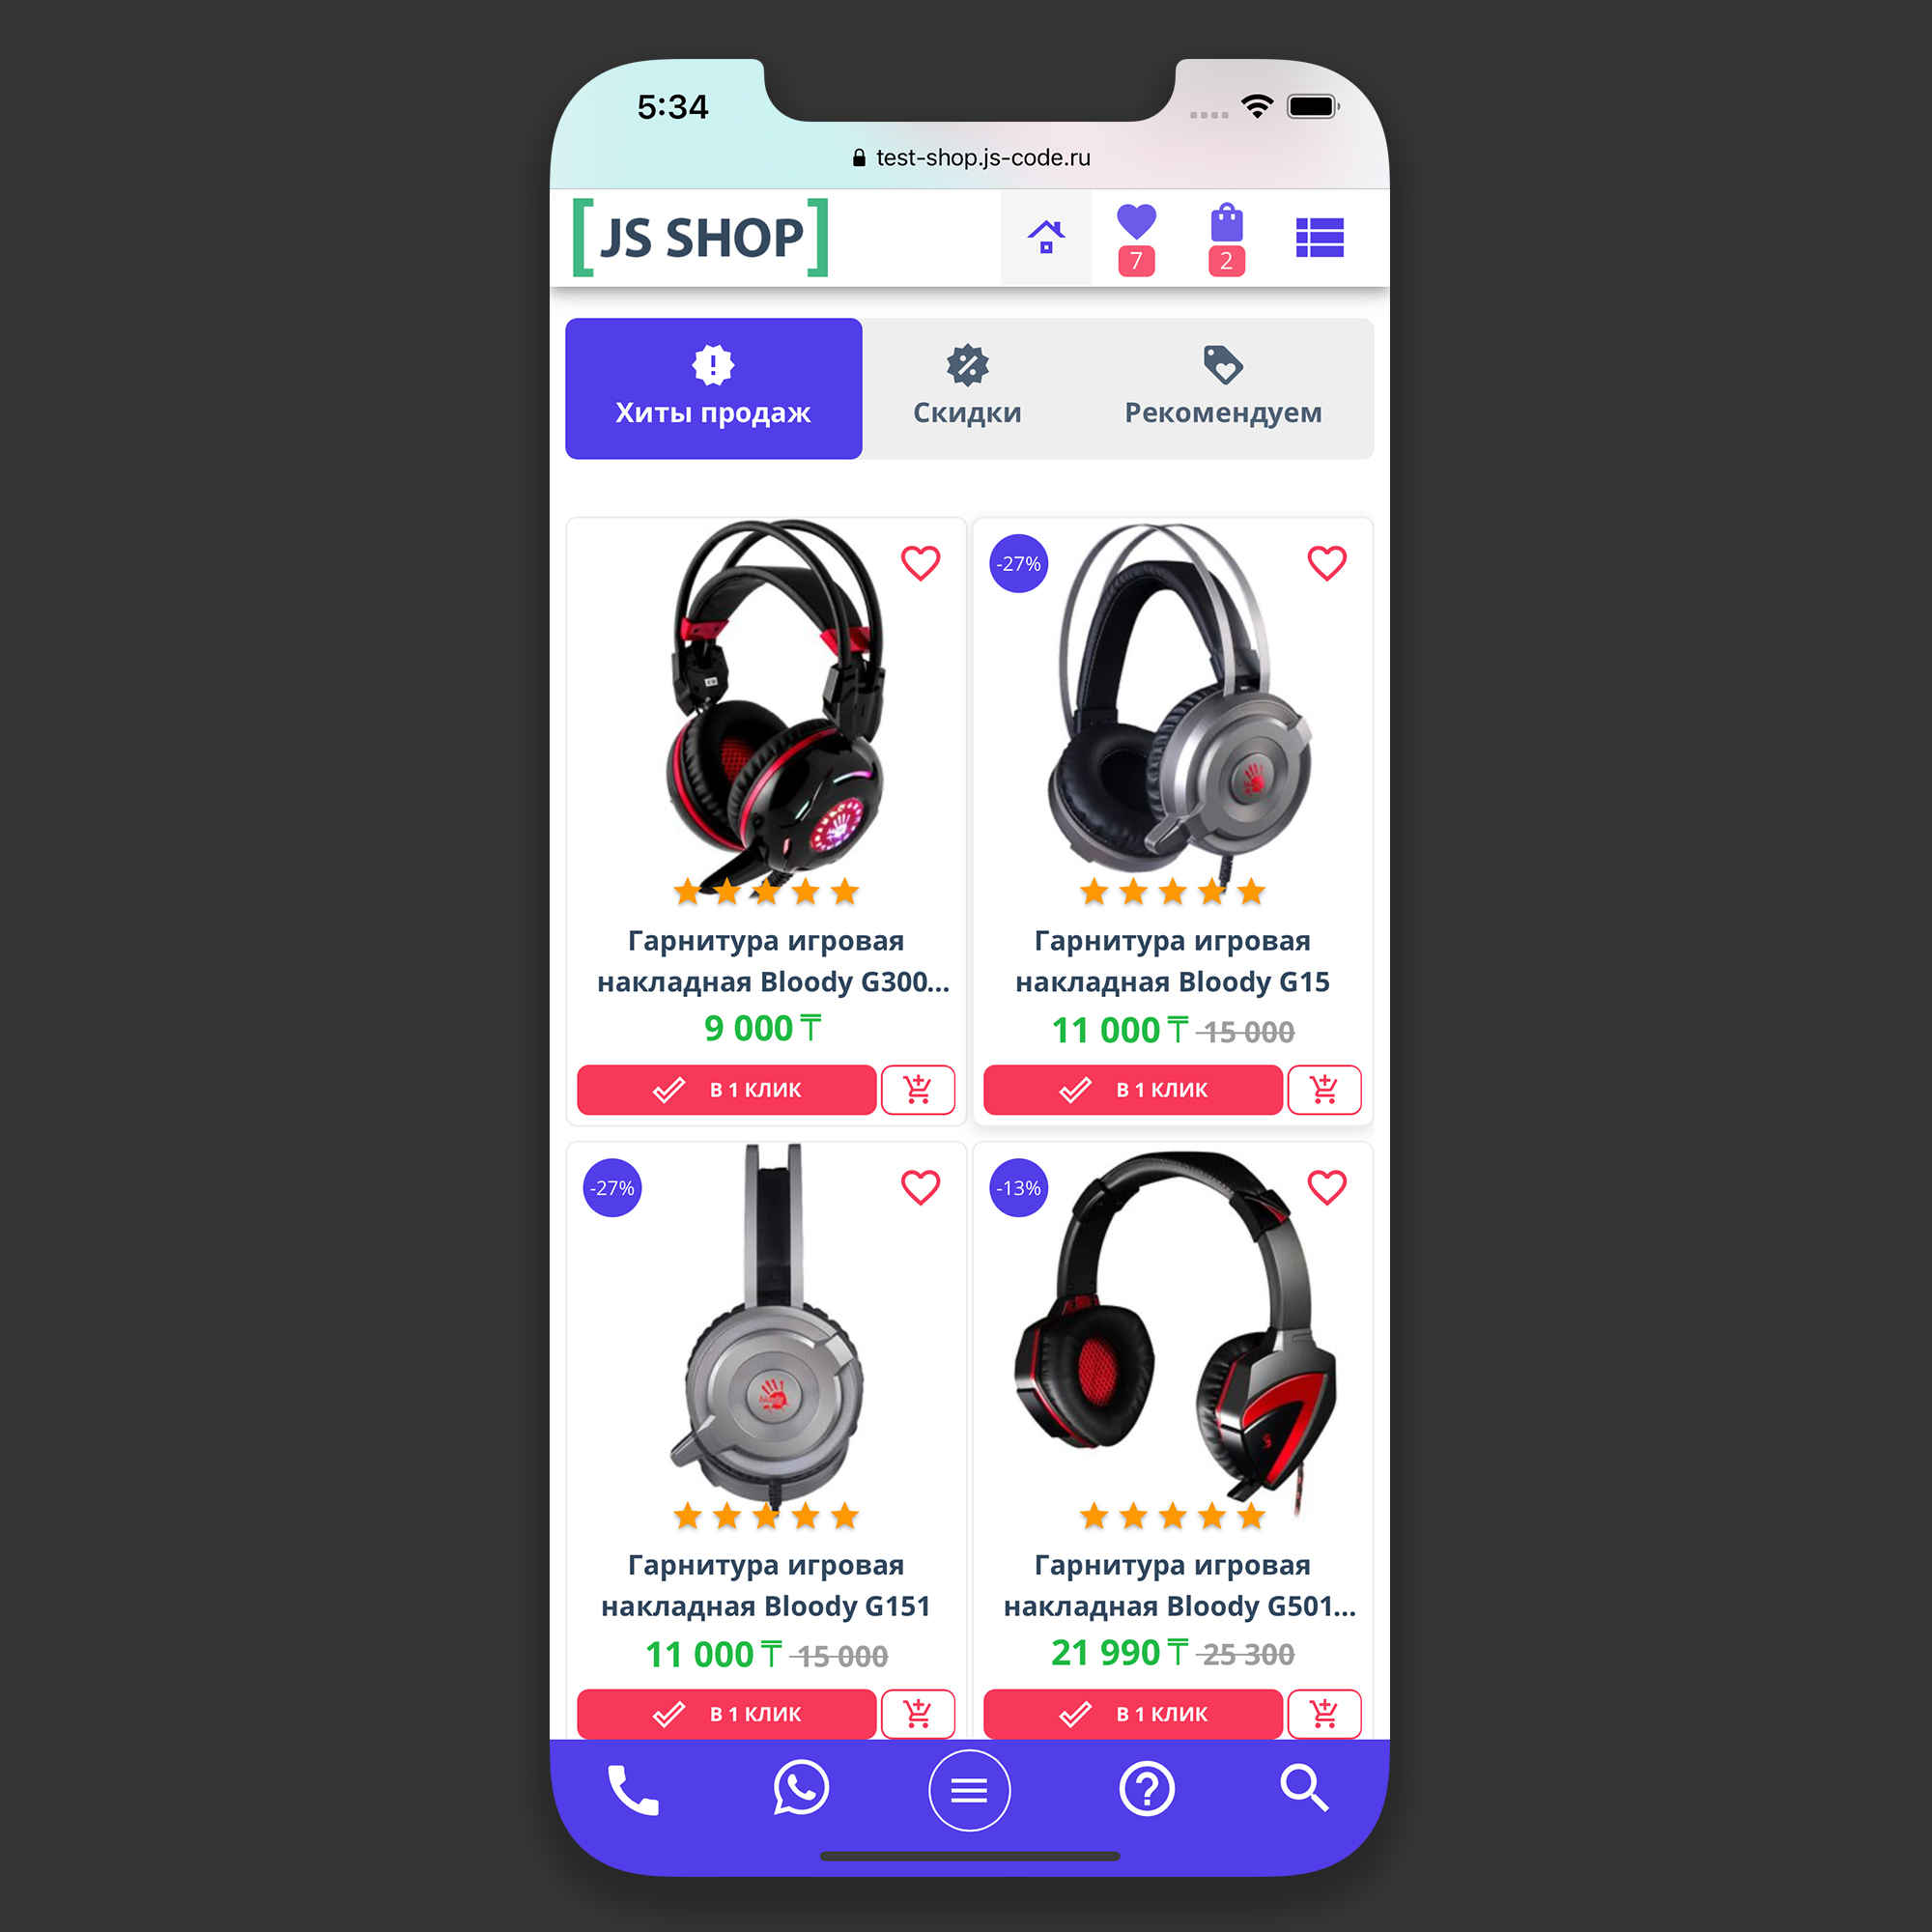 5:34
test-shop.js-code.ru
[JS SHOP]
7
2
Хиты продаж
Скидки
Рекомендуем
-27%
Гарнитура игровая
накладная Bloody G300...
9 000 ₸
В 1 КЛИК
Гарнитура игровая
накладная Bloody G15
11 000 ₸ 15 000
В 1 КЛИК
-27%
-13%
Гарнитура игровая
накладная Bloody G151
11 000 ₸ 15 000
В 1 КЛИК
Гарнитура игровая
накладная Bloody G501...
21 990 ₸ 25 300
В 1 КЛИК